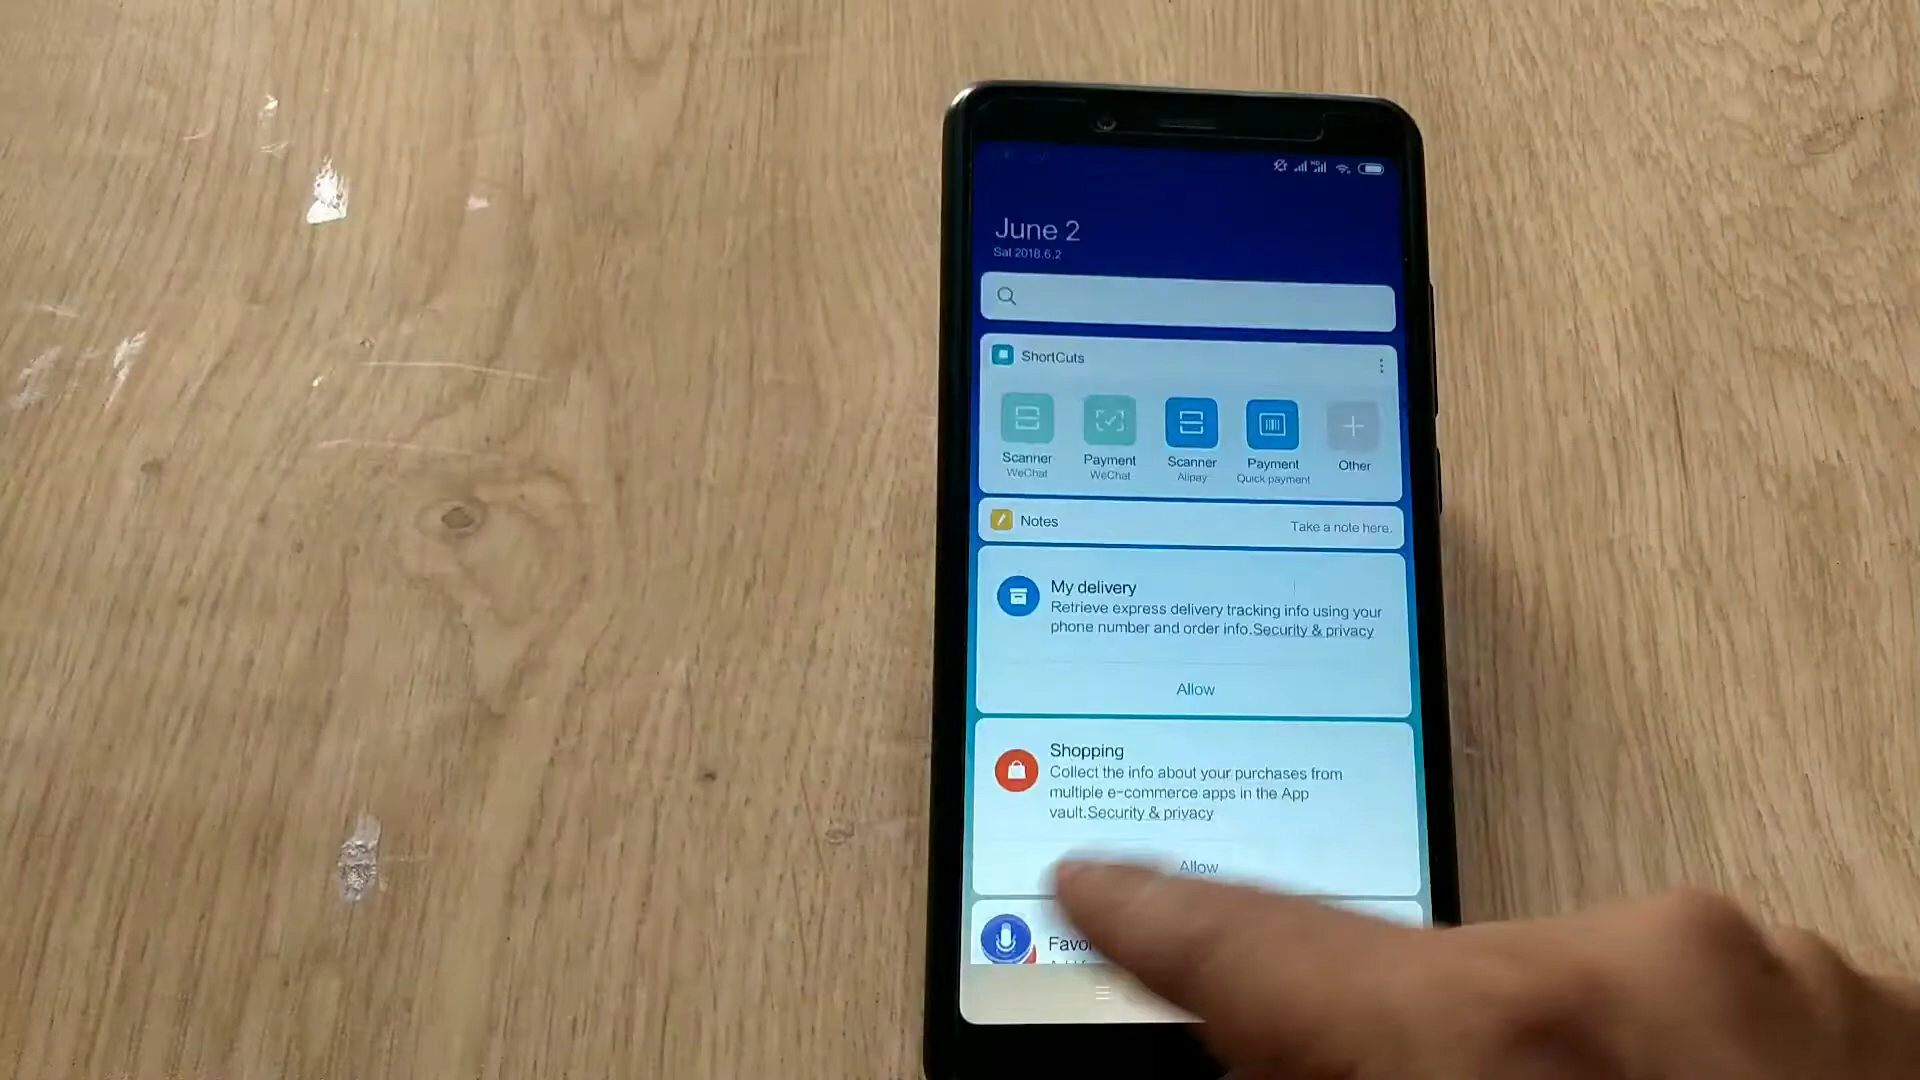 June 2
Sat 2018.6.2
ShortCuts
Scanner Payment Scanner Payment Other
WeChat WeChat Alipay Quick payment
Notes Take a note here.
My delivery
Retrieve express delivery tracking info using your
phone number and order info.Security & privacy
Allow
Shopping
Collect the info about your purchases from
multiple e-commerce apps in the App
vault.Security & privacy
Allow